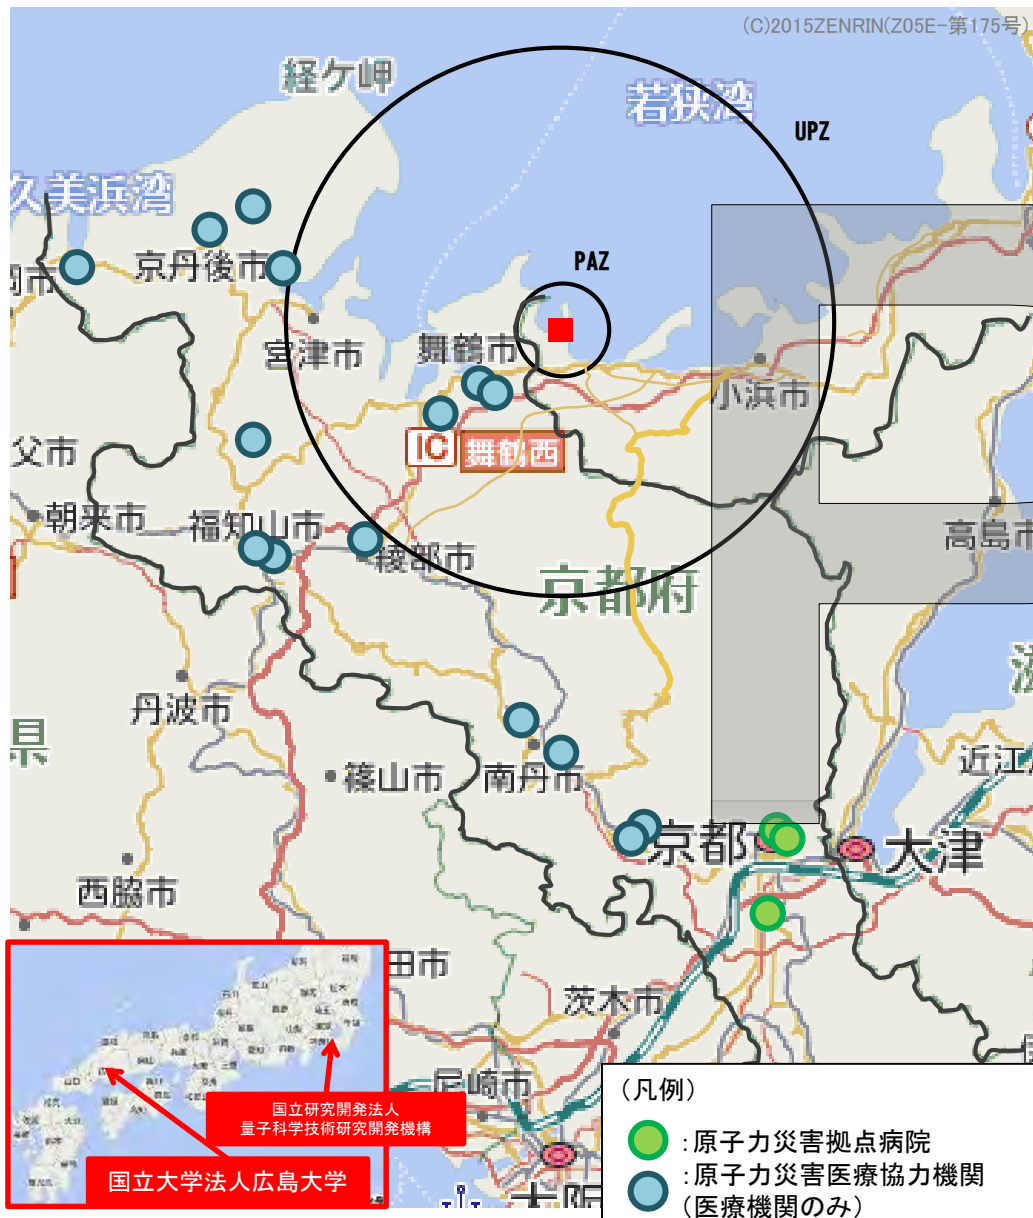 (C)2015ZENRIN(Z05E-第175号)
経ケ岬
若狭湾
UPZ
久美浜湾
京丹後市
岡市
PAZ
宮津市
舞鶴市
小浜市
IC 舞鶴西
父市
朝来市
福知山市
綾部市
高島市
京都府
丹波市
県
篠山市
南丹市
近江
京都
大津
西脇市
田市
茨木市
尼崎市
大阪
国立研究開発法人
量子科学技術研究開発機構
国立大学法人広島大学
（凡例）
：原子力災害拠点病院
：原子力災害医療協力機関
（医療機関のみ）